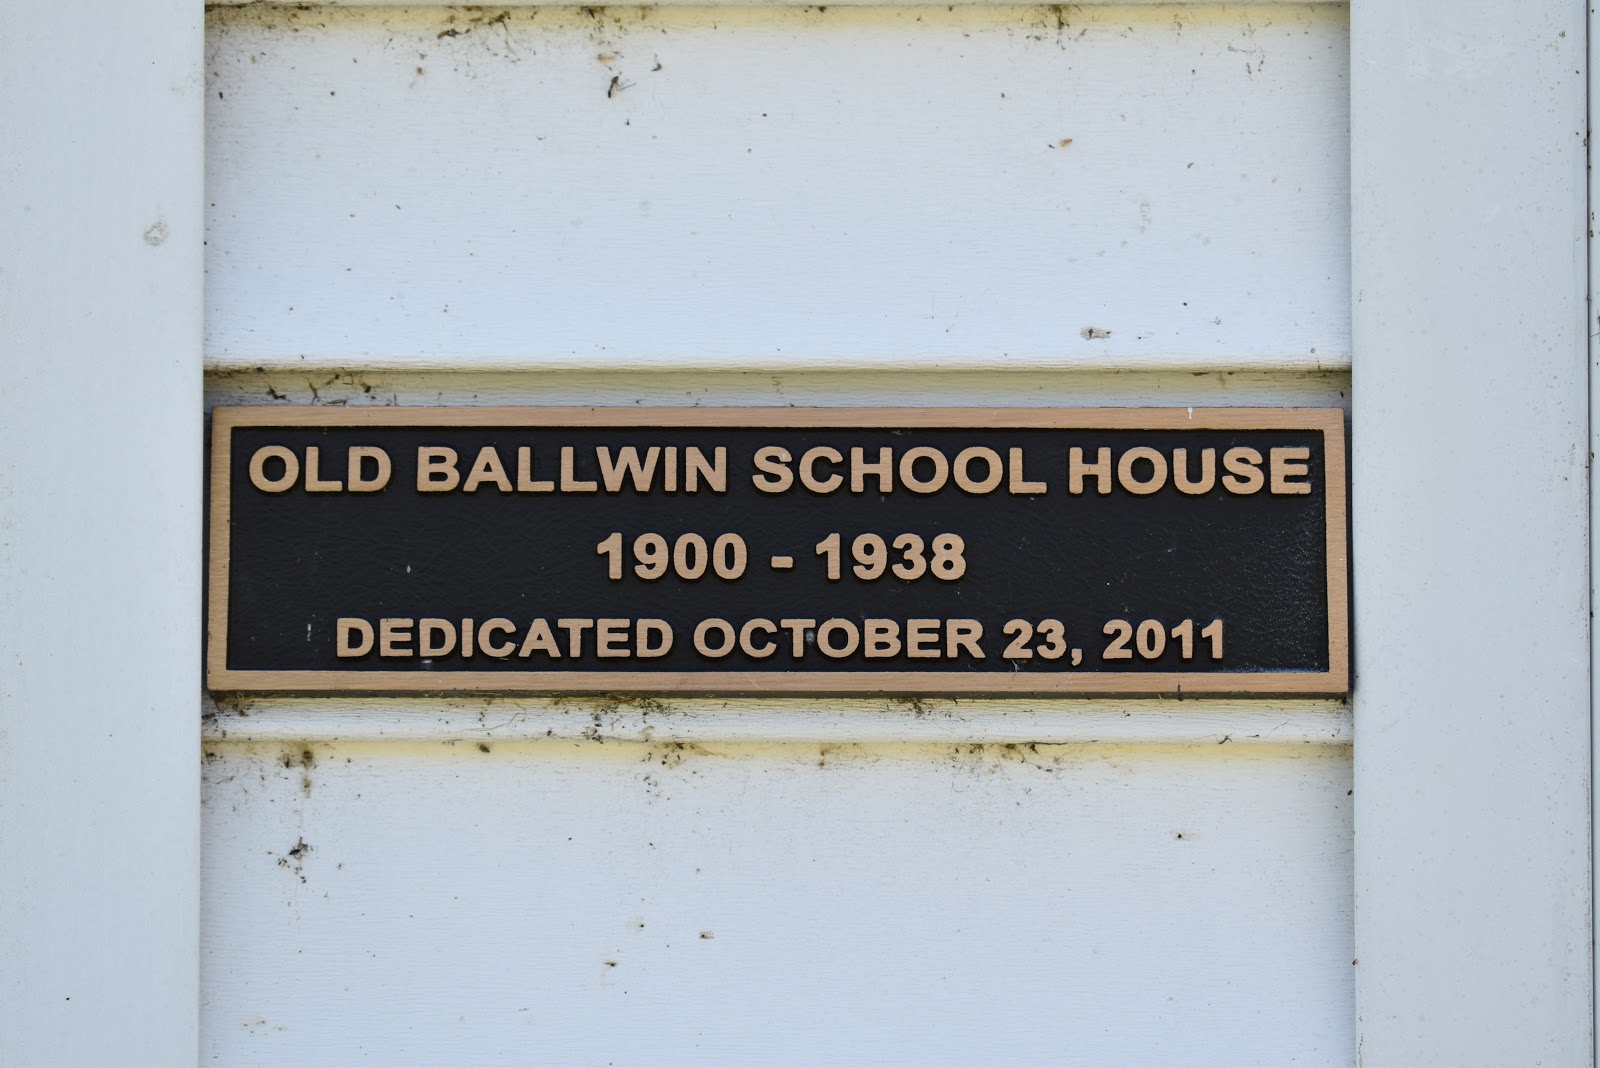 OLD BALLWIN SCHOOL HOUSE
1900 - 1938
DEDICATED OCTOBER 23, 2011